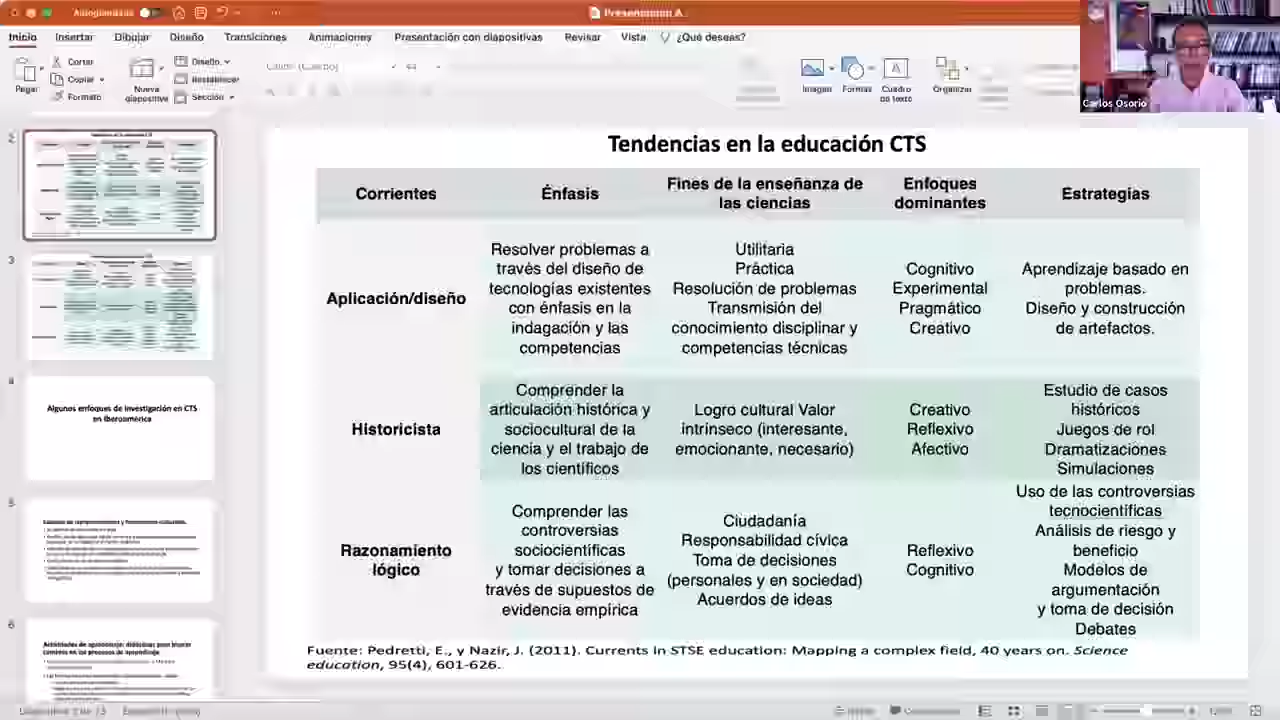 Inicio Insertar Dibujar Diseño Transiciones Animaciones Presentación con diapositivas Revisar Vista ¿Qué desees?
Cortar
Copiar
Formato
Pegar
Nueva
diapositiva
Diseño
Restablecer
Sección
Imagen
Formas
Cuadro
de texto
Organizar
Carlos Osorio
2
3
4
Algunos enfoques de investigación en CTS
en Iberoamérica
5
6
Tendencias en la educación CTS
Corrientes
Énfasis
Fines de la enseñanza de
las ciencias
Enfoques
dominantes
Estrategias
Aplicación/diseño
Resolver problemas a
través del diseño de
tecnologías existentes
con énfasis en la
indagación y las
competencias
Utilitaria
Práctica
Resolución de problemas
Transmisión del
conocimiento disciplinar y
competencias técnicas
Cognitivo
Experimental
Pragmático
Creativo
Aprendizaje basado en
problemas.
Diseño y construcción
de artefactos.
Historicista
Comprender la
articulación histórica y
sociocultural de la
ciencia y el trabajo de
los científicos
Logro cultural Valor
intrínseco (interesante,
emocionante, necesario)
Creativo
Reflexivo
Afectivo
Estudio de casos
históricos
Juegos de rol
Dramatizaciones
Simulaciones
Razonamiento
lógico
Comprender las
controversias
sociocientíficas
y tomar decisiones a
través de supuestos de
evidencia empírica
Ciudadanía
Responsabilidad cívica
Toma de decisiones
(personales y en sociedad)
Acuerdos de ideas
Reflexivo
Cognitivo
Uso de las controversias
tecnocientíficas
Análisis de riesgo y
beneficio
Modelos de
argumentación
y toma de decisión
Debates
Fuente: Pedretti, E., y J. (2011). Currents in STSE education: Mapping a complex field, 40 years on. Science
education, 95(4), 601-626.